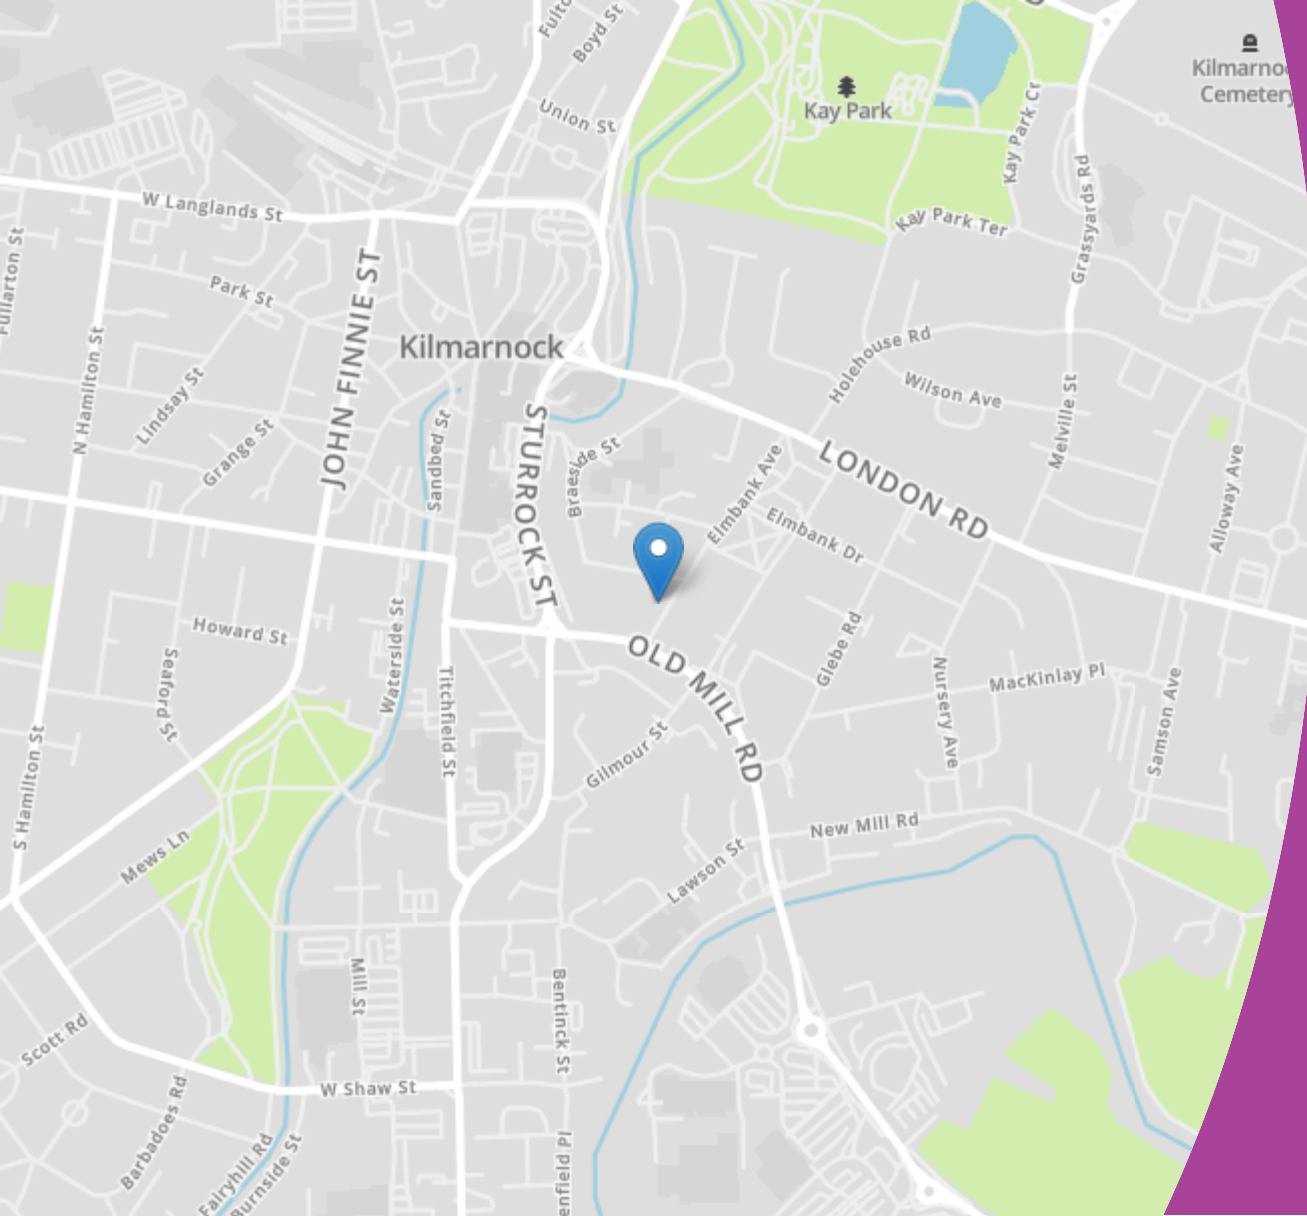 Boyd St
Union St
Kay Park
Kay Park Cr
Cemetery
W Langlands St
Kay Park Ter
Grassyards Rd
Fullarton St
Park St
JOHN FINNIE ST
Kilmarnock
Holehouse Rd
Wilson Ave
N Hamilton St
Lindsay St
Grange St
Sandbed St
STURROCK ST
Braeside St
LONDON RD
Melville St
Elmbank Ave
Elmbank Dr
Alloway Ave
Howard St
Waterside St
OLD MILL RD
Glebe Rd
Seaford St
Titchfield St
Nursery Ave
MacKinlay Pl
Samson Ave
Gilmour St
S Hamilton St
Mews Ln
Lawson St
New Mill Rd
Mill St
Bentinck St
Scott Rd
W Shaw St
Barbadoes Rd
Fairyhill Rd
Burnside St
enfield Pl